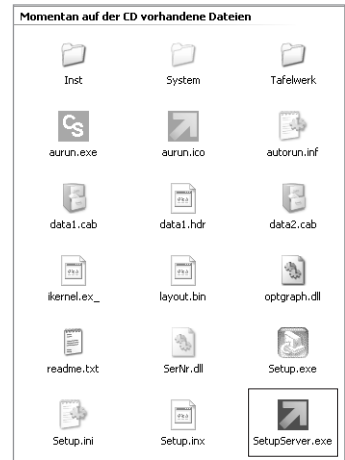 Momentan auf der CD vorhandene Dateien
Inst System Tafelwerk
CS
aurun.exe aurun.ico autorun.inf
data1.cab data1.hdr data2.cab
ikernel.ex_ layout.bin optgraph.dll
readme.txt SerNr.dll Setup.exe
Setup.ini Setup.inx SetupServer.exe